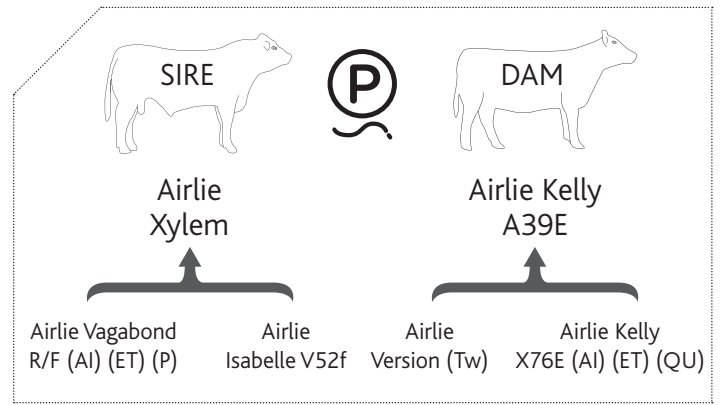 SIRE
P
DAM
Airlie
Xylem
Airlie Kelly
A39E
Airlie Vagabond
R/F (AI) (ET) (P)
Airlie
Isabelle V52f
Airlie
Version (Tw)
Airlie Kelly
X76E (AI) (ET) (QU)